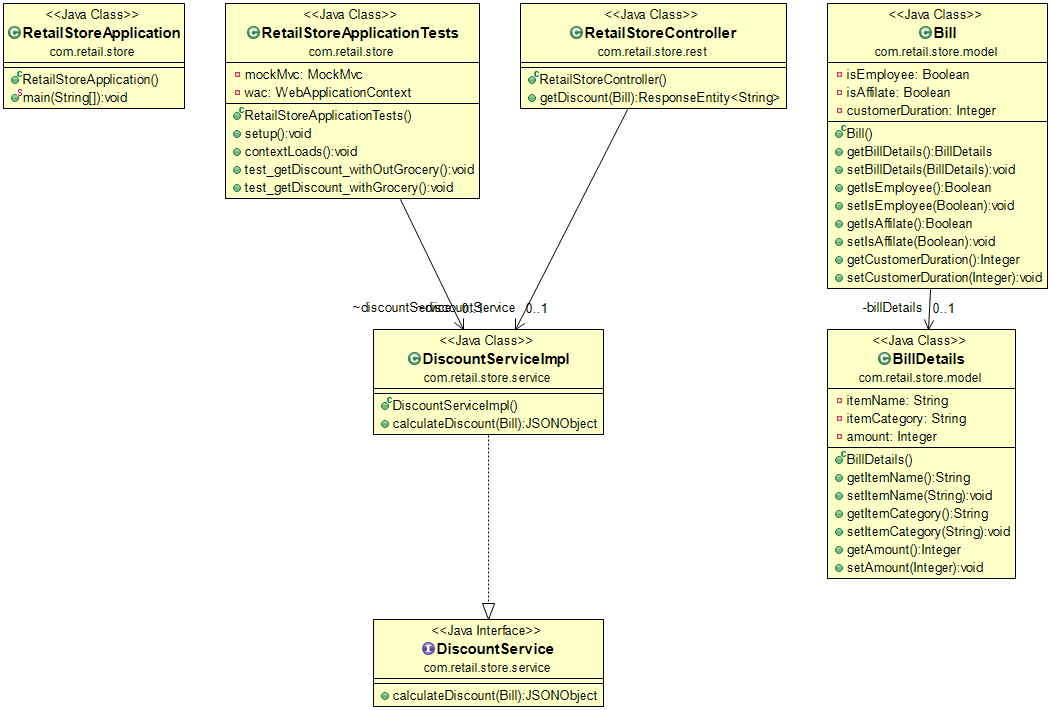 <<Java Class>>
RetailStoreApplication
com.retail.store
RetailStoreApplication()
main(String[]):void
<<Java Class>>
RetailStoreApplicationTests
com.retail.store
mockMvc: MockMvc
wac: WebApplicationContext
RetailStoreApplicationTests()
setup():void
contextLoads():void
test_getDiscount_withOutGrocery():void
test_getDiscount_withGrocery():void
<<Java Class>>
RetailStoreController
com.retail.store.rest
RetailStoreController()
getDiscount(Bill):ResponseEntity<String>
<<Java Class>>
Bill
com.retail.store.model
isEmployee: Boolean
isAffilate: Boolean
customerDuration: Integer
Bill()
getBillDetails():BillDetails
setBillDetails(BillDetails):void
getIsEmployee():Boolean
setIsEmployee(Boolean):void
getIsAffilate():Boolean
setIsAffilate(Boolean):void
getCustomerDuration():Integer
setCustomerDuration(Integer):void
~discountService 0..1
~discountService 0..1
-billDetails 0..1
<<Java Class>>
DiscountServiceImpl
com.retail.store.service
DiscountServiceImpl()
calculateDiscount(Bill):JSONObject
<<Java Class>>
BillDetails
com.retail.store.model
itemName: String
itemCategory: String
amount: Integer
BillDetails()
getItemName():String
setItemName(String):void
getItemCategory():String
setItemCategory(String):void
getAmount():Integer
setAmount(Integer):void
<<Java Interface>>
DiscountService
com.retail.store.service
calculateDiscount(Bill):JSONObject